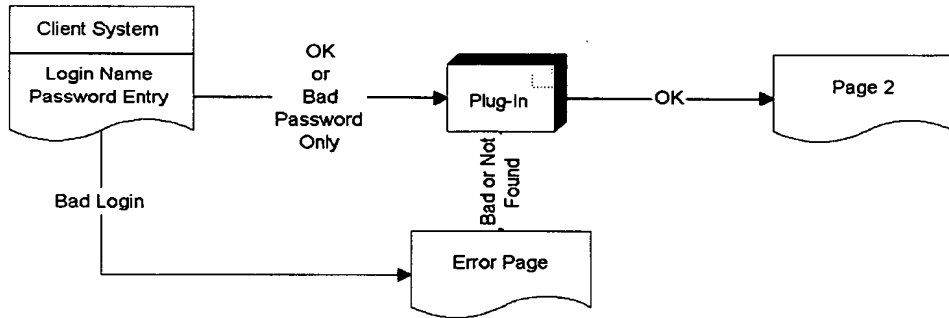 Client System
Login Name
Password Entry
OK
or
Bad
Password
Only
Plug-In
OK
Page 2
Bad or Not
Found
Bad Login
Error Page